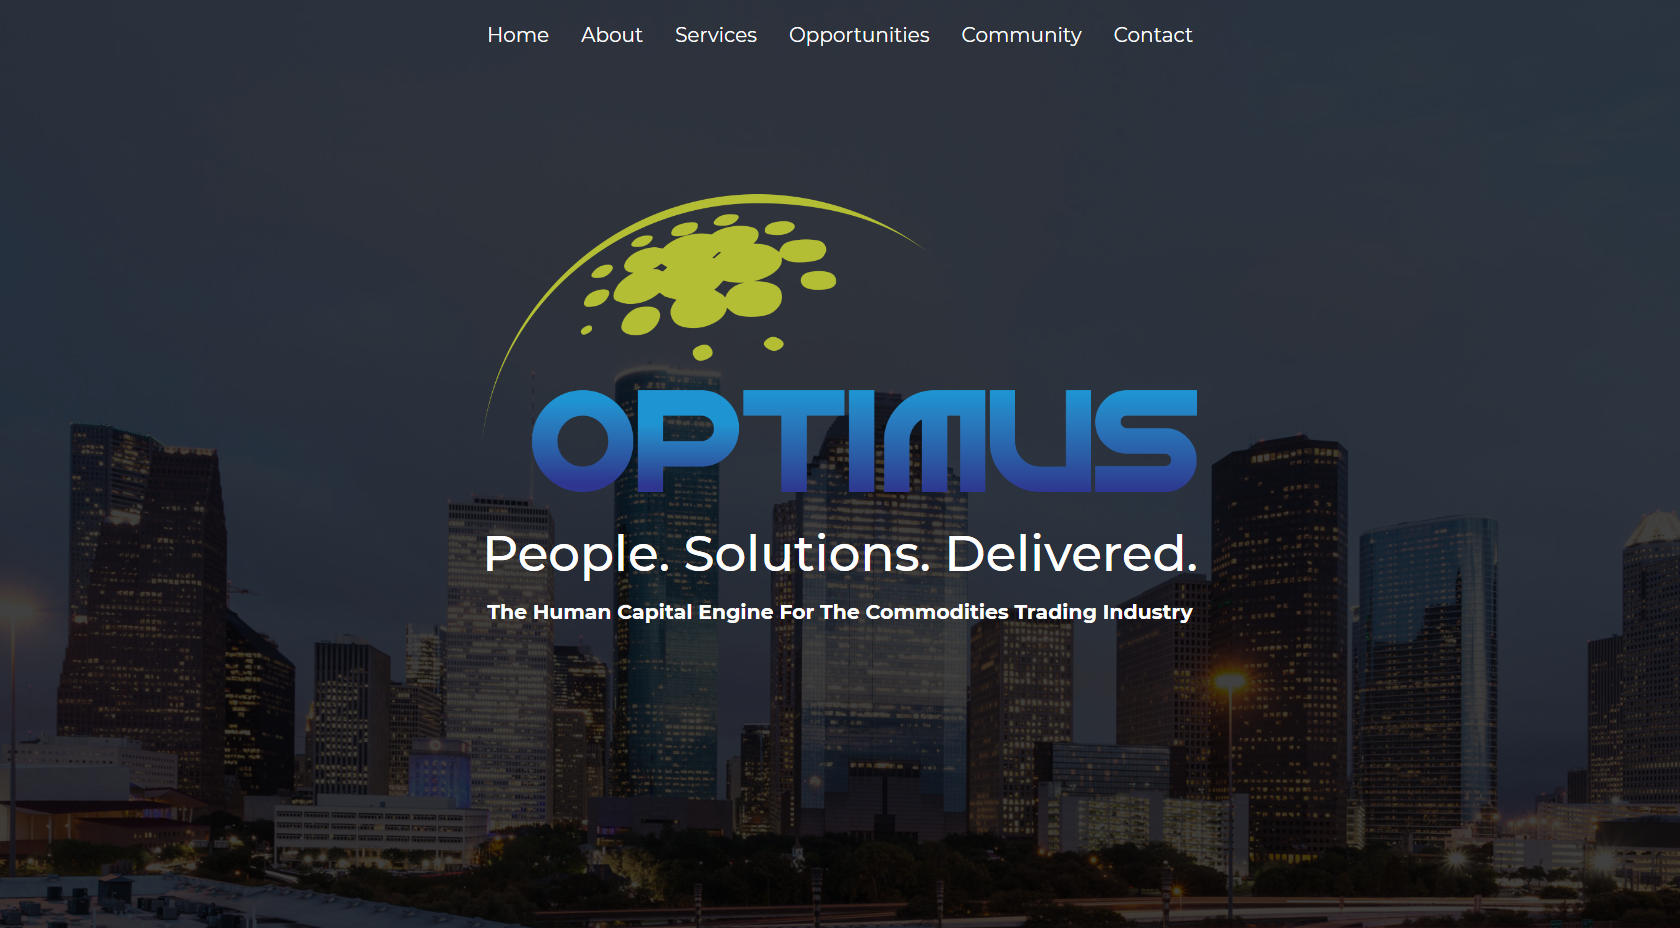 Home About Services Opportunities Community Contact
OPTIMUS
People. Solutions. Delivered.
The Human Capital Engine For The Commodities Trading Industry